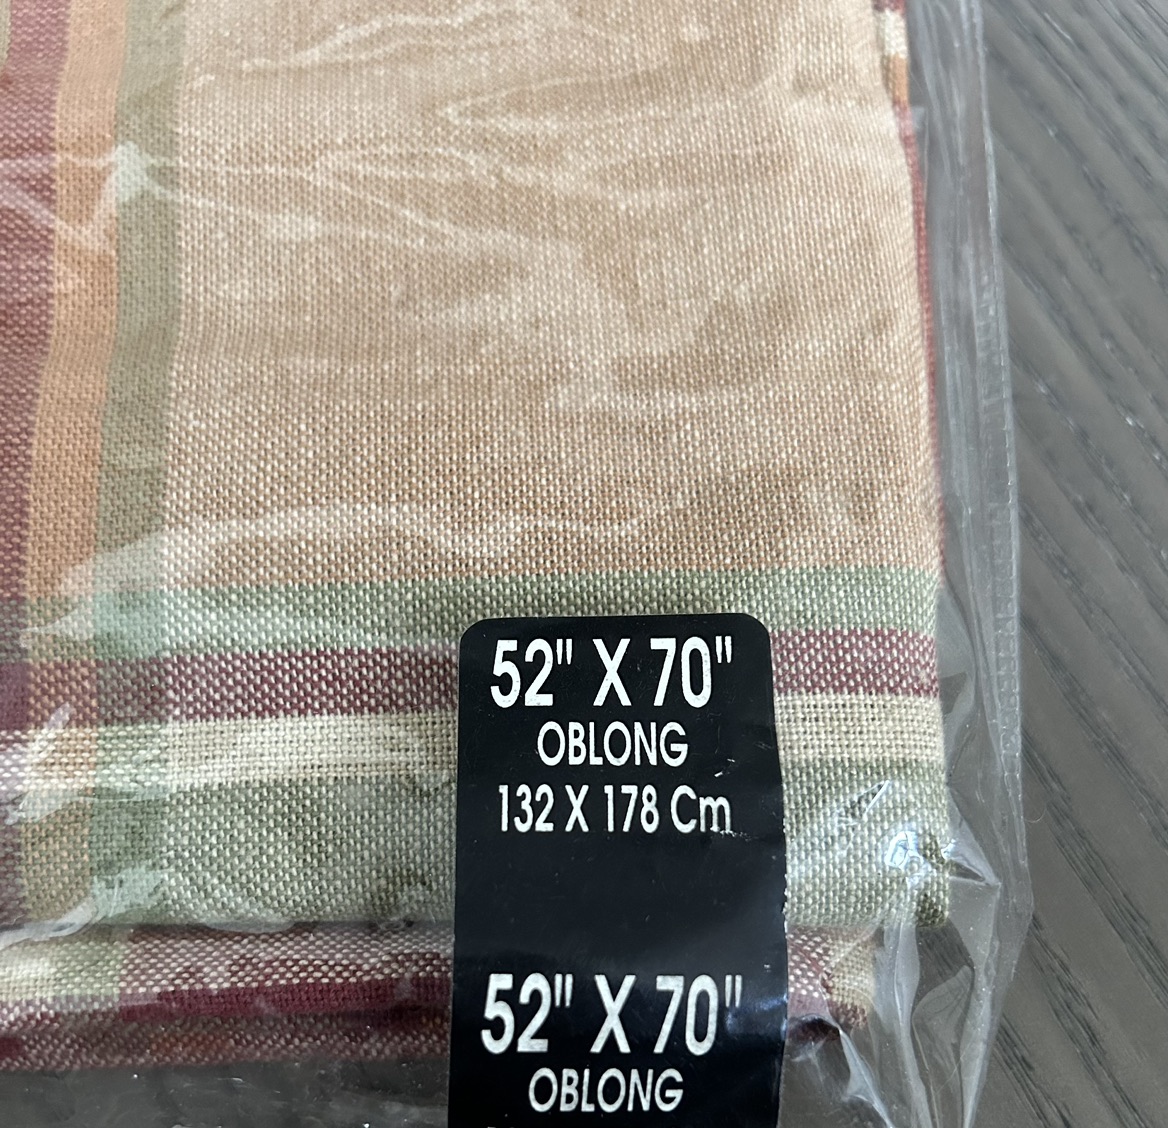 52" X 70"
OBLONG
132 X 178 Cm
52" X 70"
OBLONG